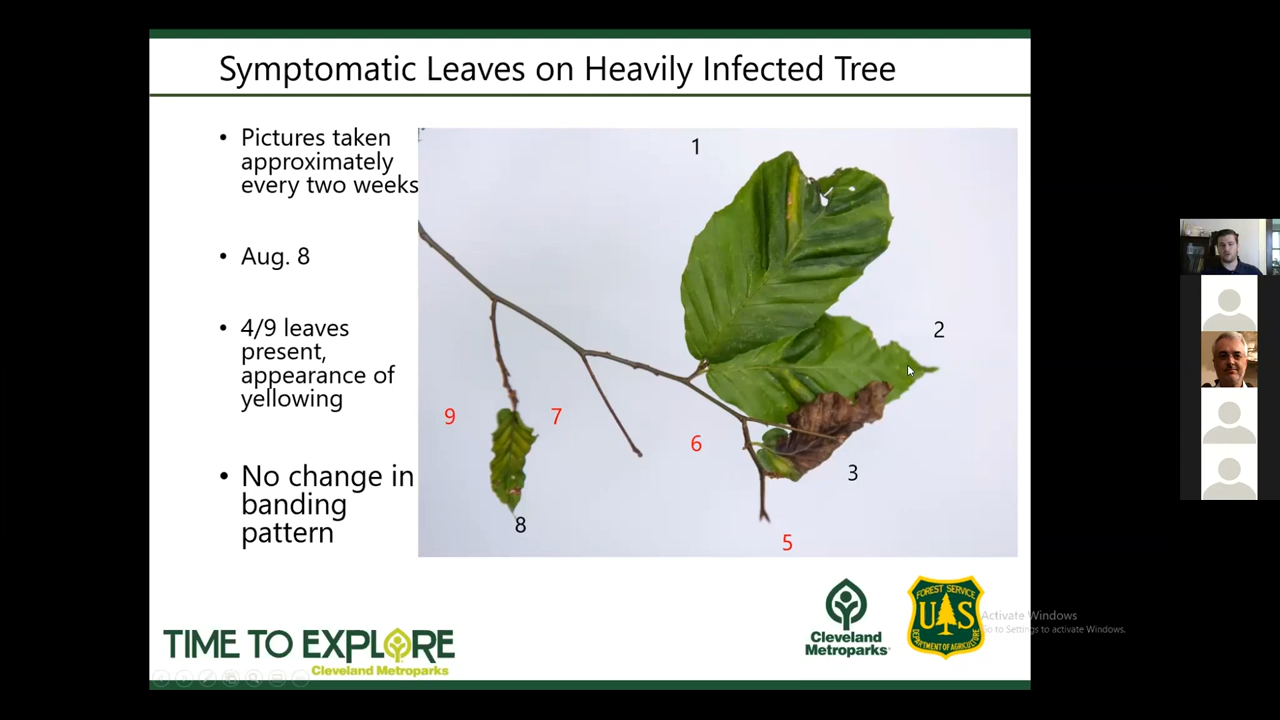 Symptomatic Leaves on Heavily Infected Tree
• Pictures taken
approximately
every two weeks
• Aug. 8
• 4/9 leaves
present,
appearance of
yellowing
• No change in
banding
pattern
1
2
9
7
6
3
8
5
TIME TO EXPLORE
Cleveland Metroparks
Cleveland
Metroparks
FOREST SERVICE
U S
DEPARTMENT OF AGRICULTURE
Activate Windows
Go to Settings to activate Windows.